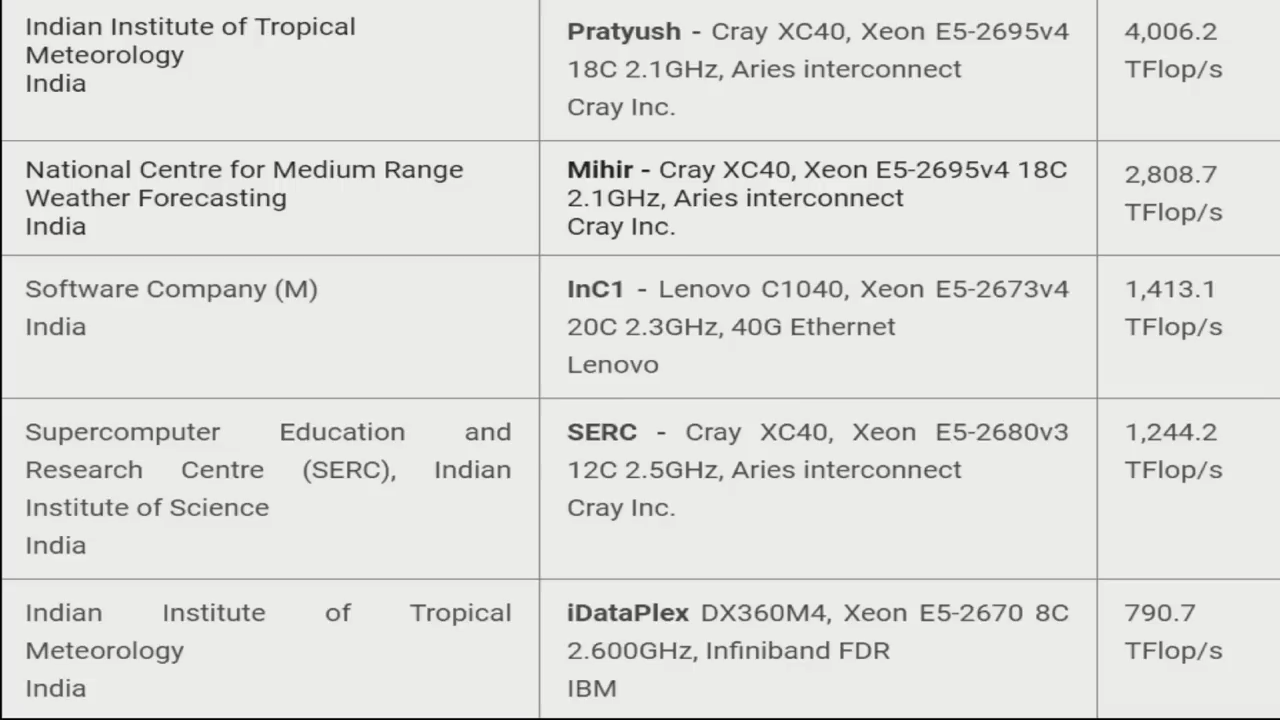 Indian Institute of Tropical
Meteorology
India
Pratyush - Cray XC40, Xeon E5-2695v4
18C 2.1GHz, Aries interconnect
Cray Inc.
4,006.2
TFlop/s
National Centre for Medium Range
Weather Forecasting
India
Mihir - Cray XC40, Xeon E5-2695v4 18C
2.1GHz, Aries interconnect
Cray Inc.
2,808.7
TFlop/s
Software Company (M)
India
InC1 - Lenovo C1040, Xeon E5-2673v4
20C 2.3GHz, 40G Ethernet
Lenovo
1,413.1
TFlop/s
Supercomputer Education and
Research Centre (SERC), Indian
Institute of Science
India
SERC - Cray XC40, Xeon E5-2680v3
12C 2.5GHz, Aries interconnect
Cray Inc.
1,244.2
TFlop/s
Indian Institute of Tropical
Meteorology
India
iDataPlex DX360M4, Xeon E5-2670 8C
2.600GHz, Infiniband FDR
IBM
790.7
TFlop/s